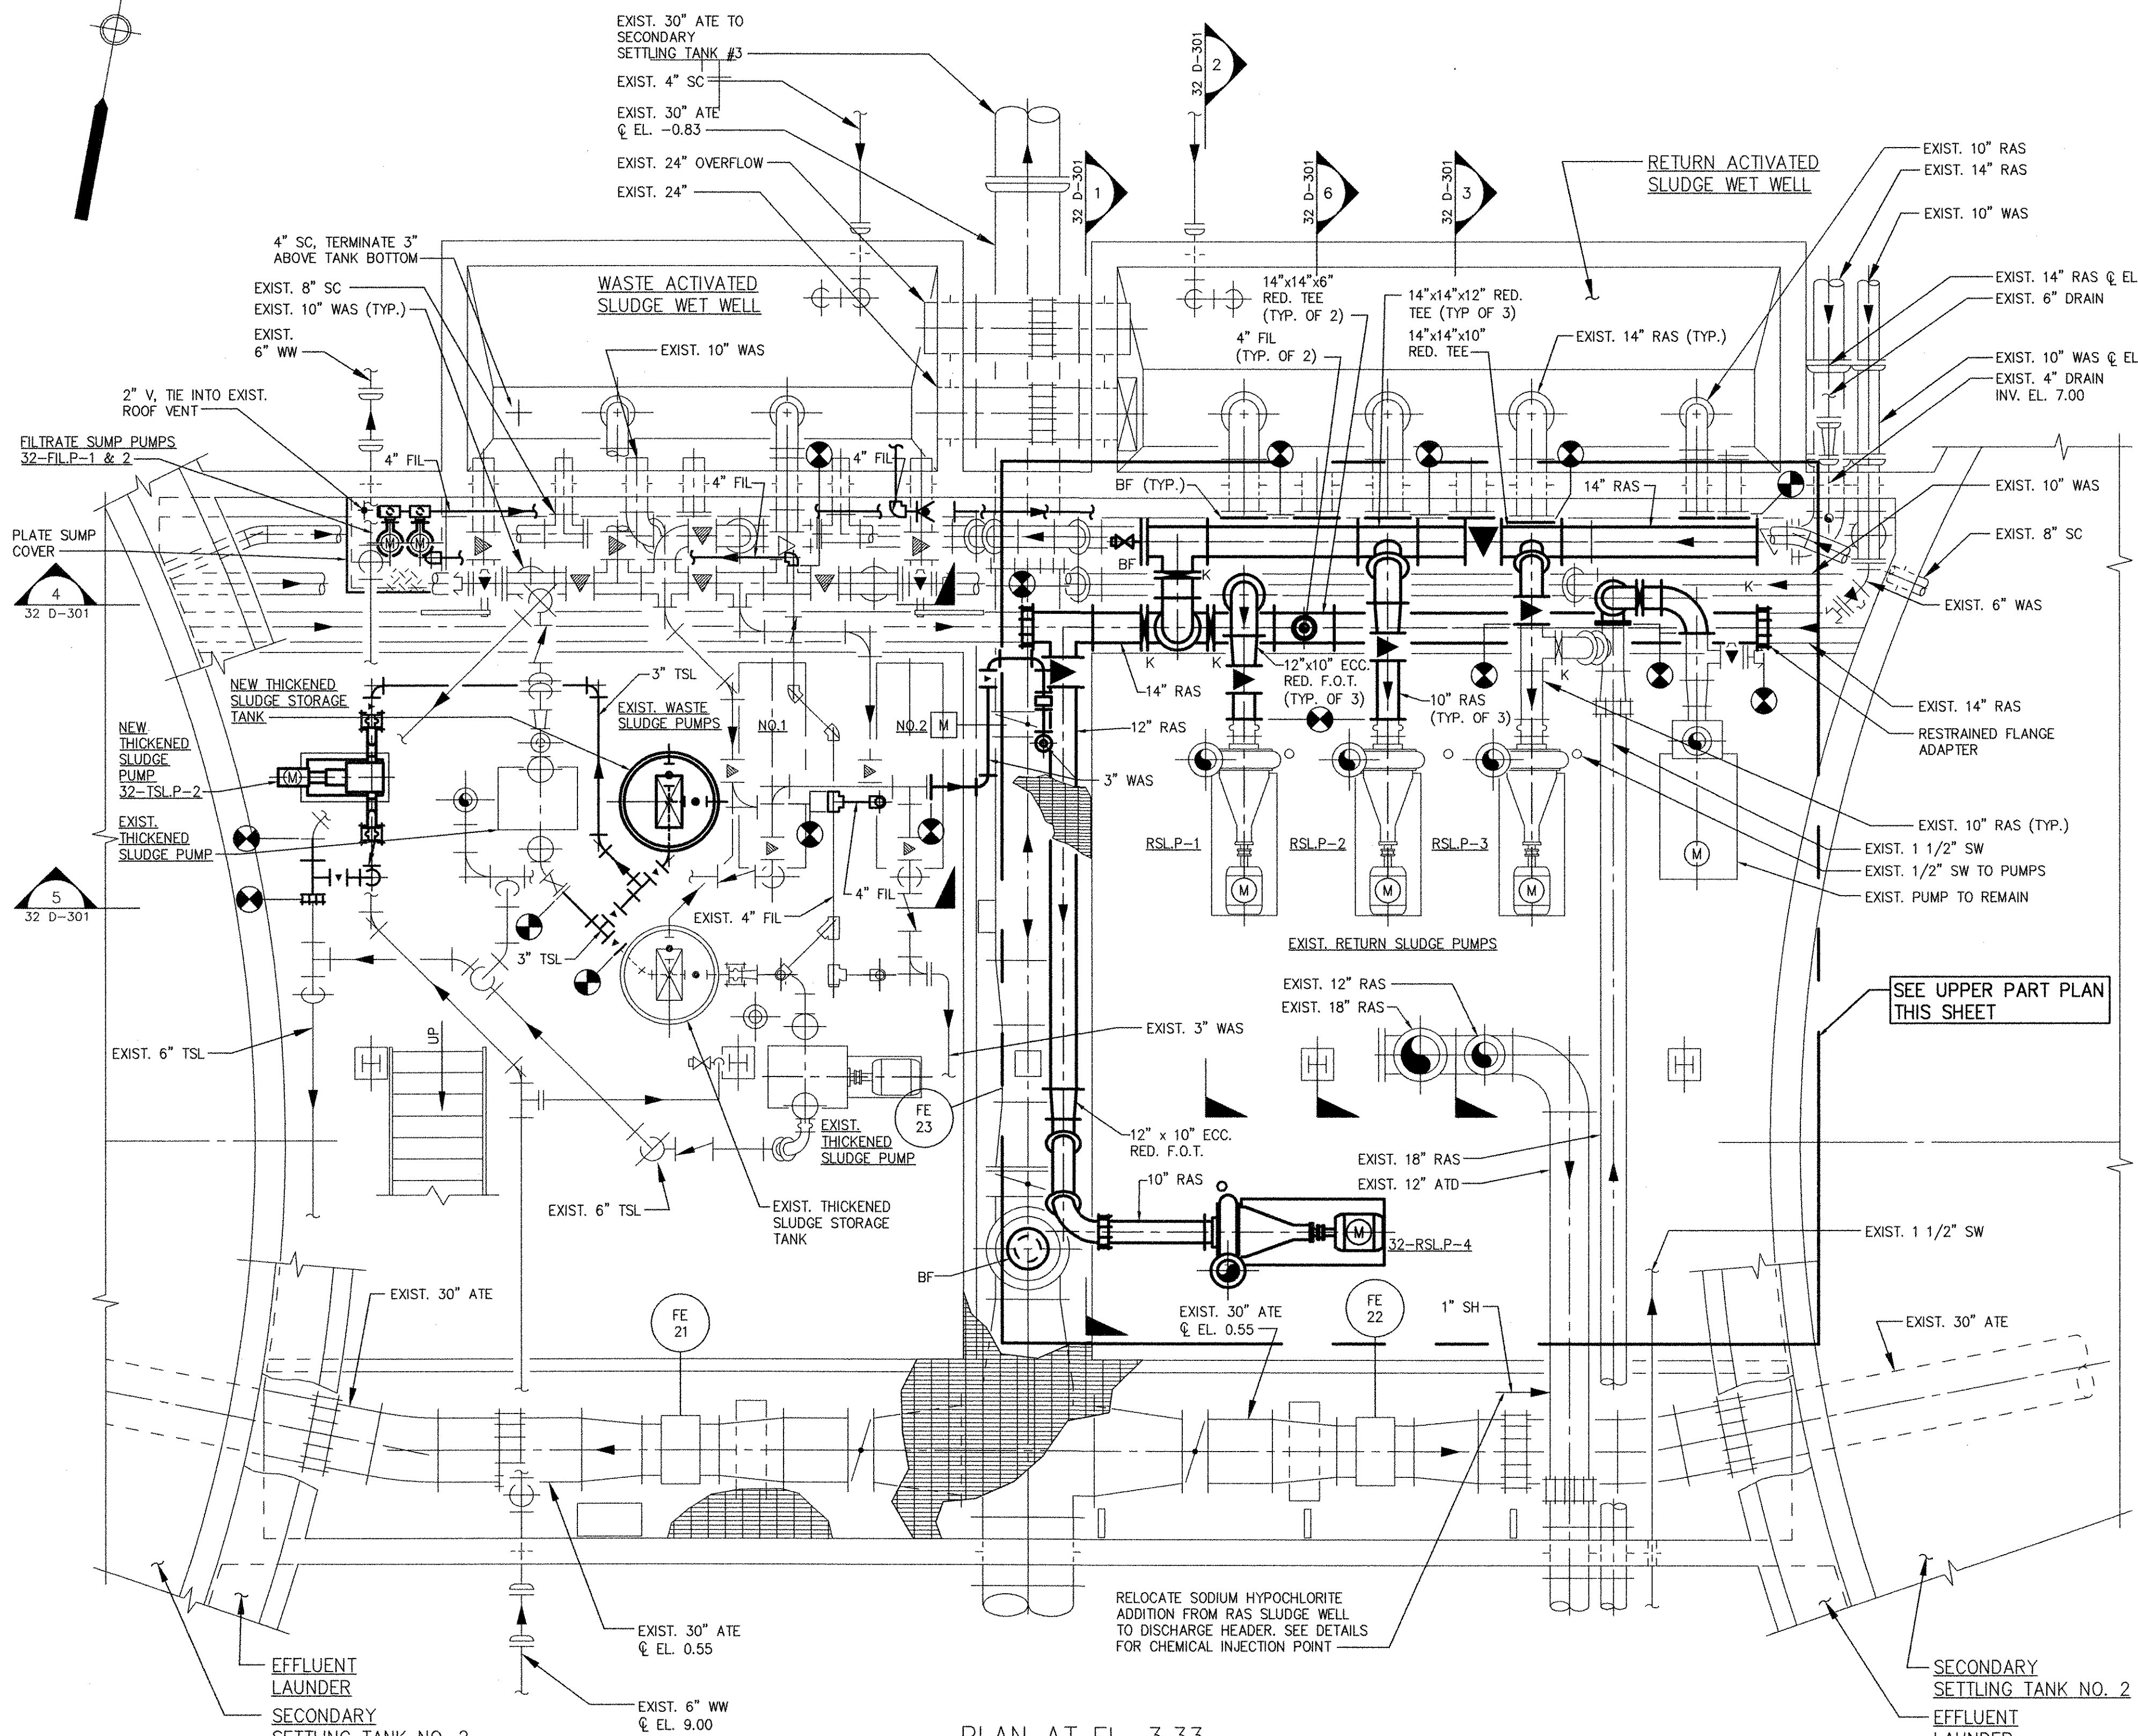 EXIST. 30" ATE TO
SECONDARY
SETTLING TANK #3
EXIST. 4" SC
EXIST. 30" ATE
℄ EL. -0.83
EXIST. 24" OVERFLOW
EXIST. 24"
2
32 D-301
1
32 D-301
6
32 D-301
3
32 D-301
RETURN ACTIVATED
SLUDGE WET WELL
EXIST. 10" RAS
EXIST. 14" RAS
EXIST. 10" WAS
EXIST. 14" RAS ℄ EL
EXIST. 6" DRAIN
EXIST. 10" WAS ℄ EL
EXIST. 4" DRAIN
INV. EL. 7.00
EXIST. 10" WAS
EXIST. 8" SC
EXIST. 6" WAS
4" SC, TERMINATE 3"
ABOVE TANK BOTTOM
EXIST. 8" SC
EXIST. 10" WAS (TYP.)
EXIST.
6" WW
2" V, TIE INTO EXIST.
ROOF VENT
FILTRATE SUMP PUMPS
32-FIL.P-1 & 2
PLATE SUMP
COVER
4
32 D-301
WASTE ACTIVATED
SLUDGE WET WELL
EXIST. 10" WAS
4" FIL
4" FIL
4" FIL
14"x14"x6"
RED. TEE
(TYP. OF 2)
4" FIL
(TYP. OF 2)
14"x14"x12" RED.
TEE (TYP OF 3)
14"x14"x10"
RED. TEE
EXIST. 14" RAS (TYP.)
BF (TYP.)
14" RAS
BF
K
K
K
K
K
M
M
NEW THICKENED
SLUDGE STORAGE
TANK
3" TSL
EXIST. WASTE
SLUDGE PUMPS
NO.1
NO.2
M
14" RAS
12" RAS
3" WAS
12"x10" ECC.
RED. F.O.T.
(TYP. OF 3)
10" RAS
(TYP. OF 3)
EXIST. 14" RAS
RESTRAINED FLANGE
ADAPTER
NEW
THICKENED
SLUDGE
PUMP
32-TSL.P-2
M
EXIST.
THICKENED
SLUDGE PUMP
5
32 D-301
RSL.P-1
RSL.P-2
RSL.P-3
M
M
M
M
EXIST. 10" RAS (TYP.)
EXIST. 1 1/2" SW
EXIST. 1/2" SW TO PUMPS
EXIST. PUMP TO REMAIN
4" FIL
EXIST. 4" FIL
3" TSL
EXIST. RETURN SLUDGE PUMPS
EXIST. 12" RAS
EXIST. 18" RAS
SEE UPPER PART PLAN
THIS SHEET
EXIST. 6" TSL
UP
EXIST. 3" WAS
FE
23
EXIST.
THICKENED
SLUDGE PUMP
12" x 10" ECC.
RED. F.O.T.
EXIST. 18" RAS
EXIST. 12" ATD
10" RAS
EXIST. 6" TSL
EXIST. THICKENED
SLUDGE STORAGE
TANK
M
32-RSL.P-4
EXIST. 1 1/2" SW
BF
EXIST. 30" ATE
FE
21
EXIST. 30" ATE
℄ EL. 0.55
FE
22
1" SH
EXIST. 30" ATE
RELOCATE SODIUM HYPOCHLORITE
ADDITION FROM RAS SLUDGE WELL
TO DISCHARGE HEADER. SEE DETAILS
FOR CHEMICAL INJECTION POINT
EXIST. 30" ATE
℄ EL. 0.55
EXIST. 6" WW
℄ EL. 9.00
EFFLUENT
LAUNDER
SECONDARY
SETTLING TANK NO.
SECONDARY
SETTLING TANK NO. 2
EFFLUENT
LAUNDER
PLAN AT EL. 3.33